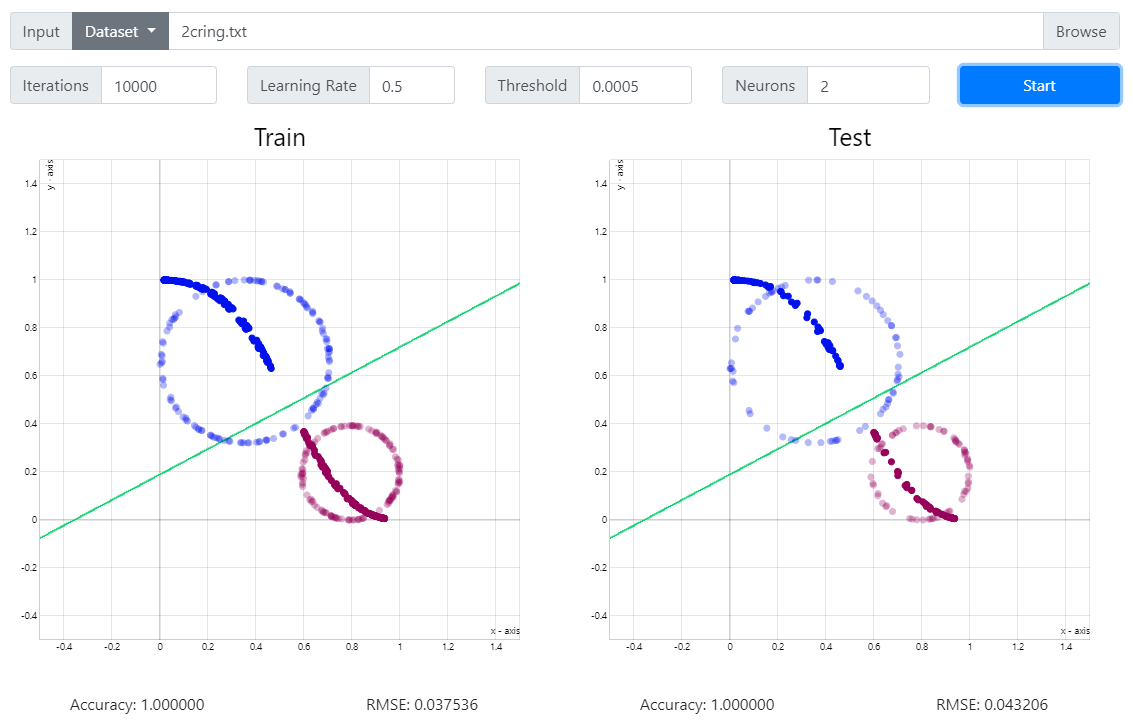 Input Dataset 2cring.txt Browse
Iterations 10000 Learning Rate 0.5 Threshold 0.0005 Neurons 2 Start
Train Test
y - axis y - axis
1.4 1.4
1.2 1.2
1 1
0.8 0.8
0.6 0.6
0.4 0.4
0.2 0.2
0 0
-0.2 -0.2
-0.4 -0.4
x - axis x - axis
-0.4 -0.2 0 0.2 0.4 0.6 0.8 1 1.2 1.4 -0.4 -0.2 0 0.2 0.4 0.6 0.8 1 1.2 1.4
Accuracy: 1.000000 RMSE: 0.037536 Accuracy: 1.000000 RMSE: 0.043206